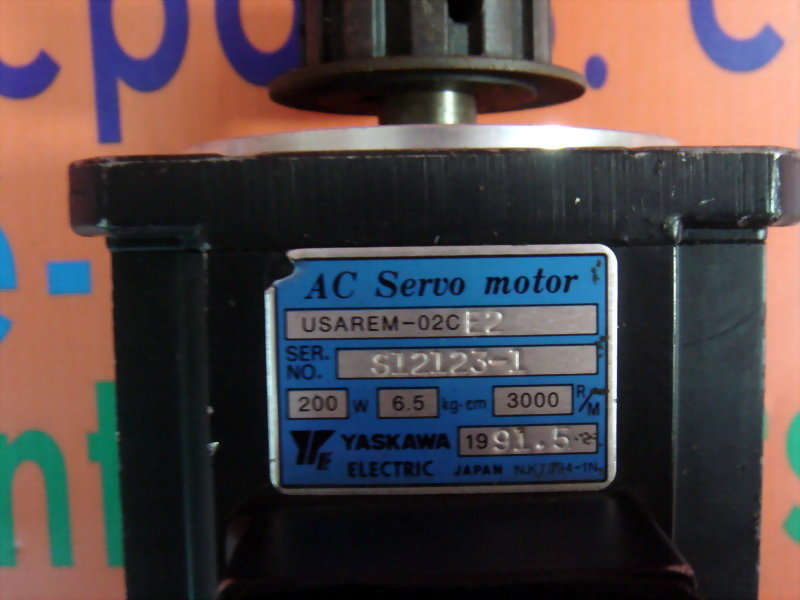 AC Servo motor
USAREM-02CE2
SER. NO. S12123-1
200 W 6.5 kg·cm 3000 R/M
YASKAWA 1991.5
ELECTRIC JAPAN